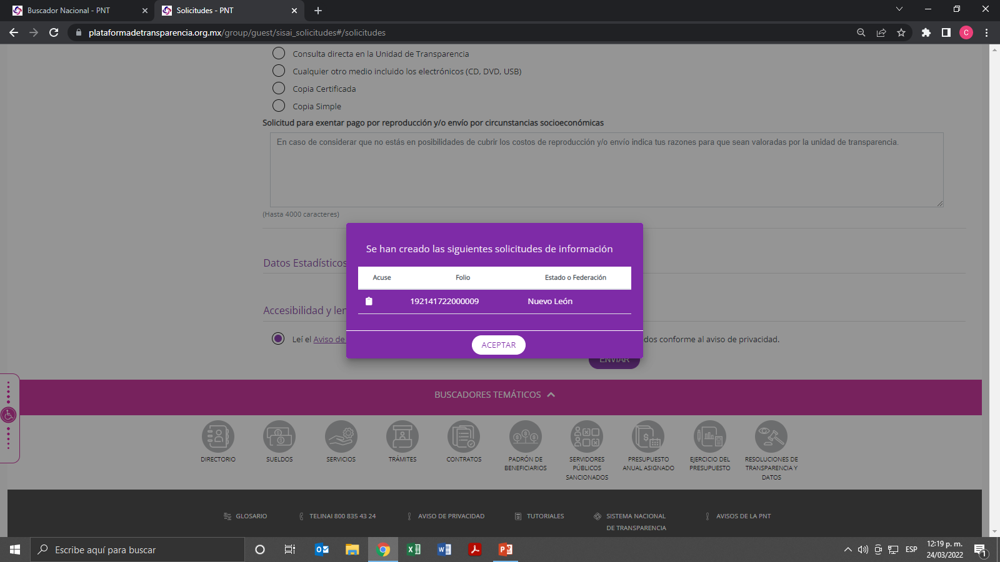 Buscador Nacional - PNT
Solicitudes - PNT
plataformadetransparencia.org.mx/group/guest/sisai_solicitudes#/solicitudes
C
Consulta directa en la Unidad de Transparencia
Cualquier otro medio incluido los electrónicos (CD, DVD, USB)
Copia Certificada
Copia Simple
Solicitud para exentar pago por reproducción y/o envío por circunstancias socioeconómicas
En caso de considerar que no estás en posibilidades de cubrir los costos de reproducción y/o envío indica tus razones para que sean valoradas por la unidad de transparencia.
(Hasta 4000 caracteres)
Se han creado las siguientes solicitudes de información
Datos Estadísticos
Acuse Folio Estado o Federación
192141722000009 Nuevo León
Accesibilidad y len
Leí el Aviso de dos conforme al aviso de privacidad.
ACEPTAR
ENVIAR
BUSCADORES TEMÁTICOS
DIRECTORIO
SUELDOS
SERVICIOS
TRÁMITES
CONTRATOS
PADRÓN DE
BENEFICIARIOS
SERVIDORES
PÚBLICOS
SANCIONADOS
PRESUPUESTO
ANUAL ASIGNADO
EJERCICIO DEL
PRESUPUESTO
RESOLUCIONES DE
TRANSPARENCIA Y
DATOS
GLOSARIO
TELINAI 800 835 43 24
AVISO DE PRIVACIDAD
TUTORIALES
SISTEMA NACIONAL
DE TRANSPARENCIA
AVISOS DE LA PNT
Escribe aquí para buscar
ESP
12:19 p. m.
24/03/2022
1